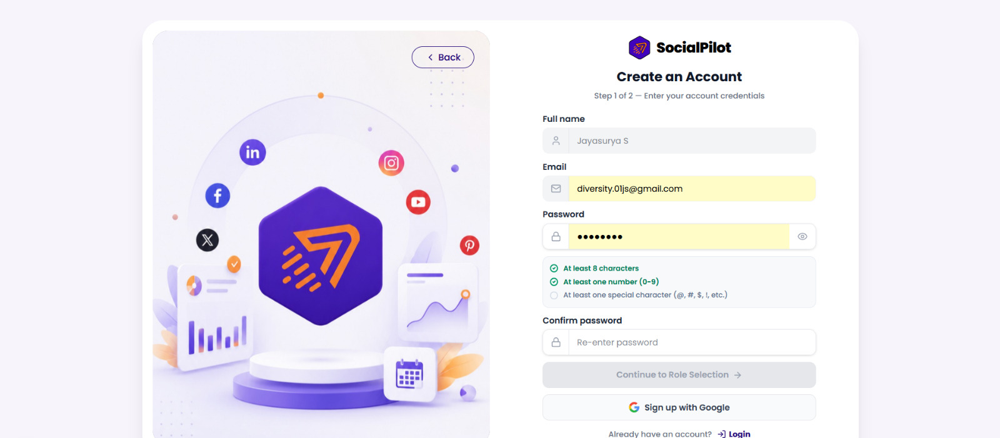 Back
SocialPilot
Create an Account
Step 1 of 2 — Enter your account credentials
Full name
Jayasurya S
Email
diversity.01js@gmail.com
Password
●●●●●●●●
At least 8 characters
At least one number (0-9)
At least one special character (@, #, $, !, etc.)
Confirm password
Re-enter password
Continue to Role Selection →
Sign up with Google
Already have an account? Login